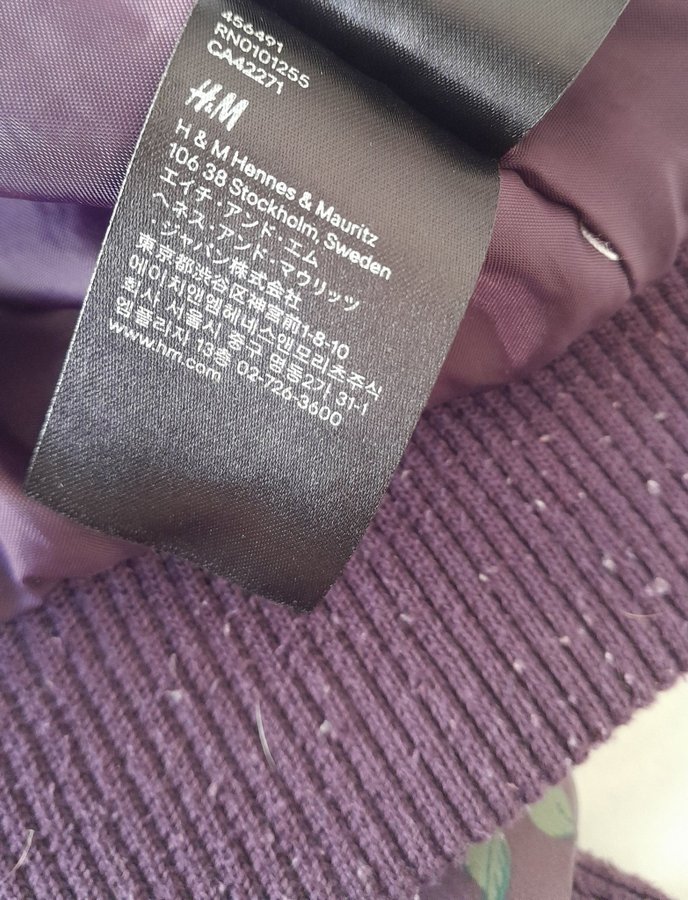 456491
RN0101255
CA42271
H&M
H & M Hennes & Mauritz
106 38 Stockholm, Sweden
エイチ・アンド・エム
ヘネス・アンド・マウリッツ
・ジャパン株式会社
東京都渋谷区神宮前1-8-10
에이치앤엠헤네스앤모리츠주식
회사 서울시 중구 명동2가 31-1
엠플라자 13층 02-726-3600
www.hm.com